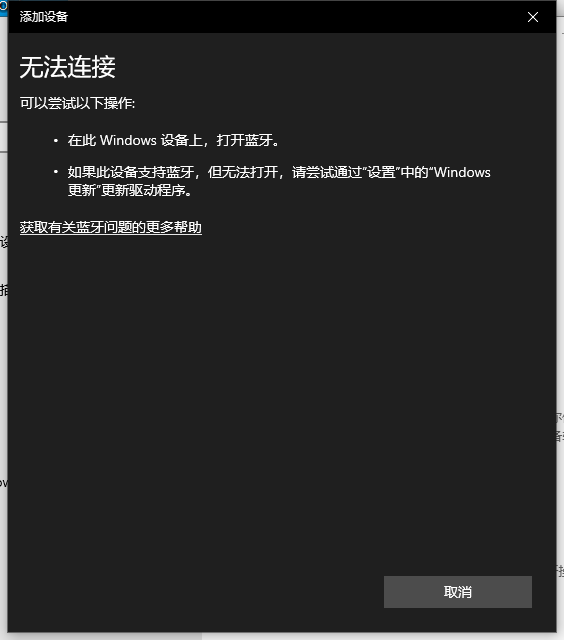 添加设备
无法连接
可以尝试以下操作:
• 在此 Windows 设备上，打开蓝牙。
• 如果此设备支持蓝牙，但无法打开，请尝试通过"设置"中的"Windows
更新"更新驱动程序。
获取有关蓝牙问题的更多帮助
取消